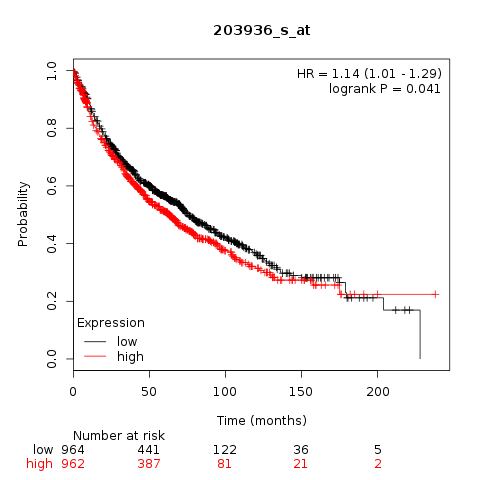 203936_s_at
HR = 1.14 (1.01 - 1.29)
logrank P = 0.041
1.0
0.8
0.6
0.4
0.2
0.0
Probability
Expression
low
high
0 50 100 150 200
Time (months)
Number at risk
low 964 441 122 36 5
high 962 387 81 21 2